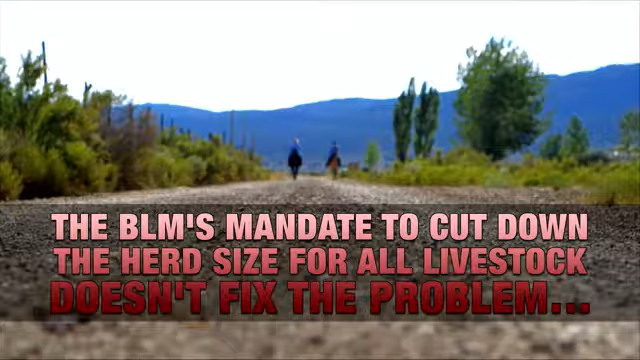 THE BLM'S MANDATE TO CUT DOWN
THE HERD SIZE FOR ALL LIVESTOCK
DOESN'T FIX THE PROBLEM...